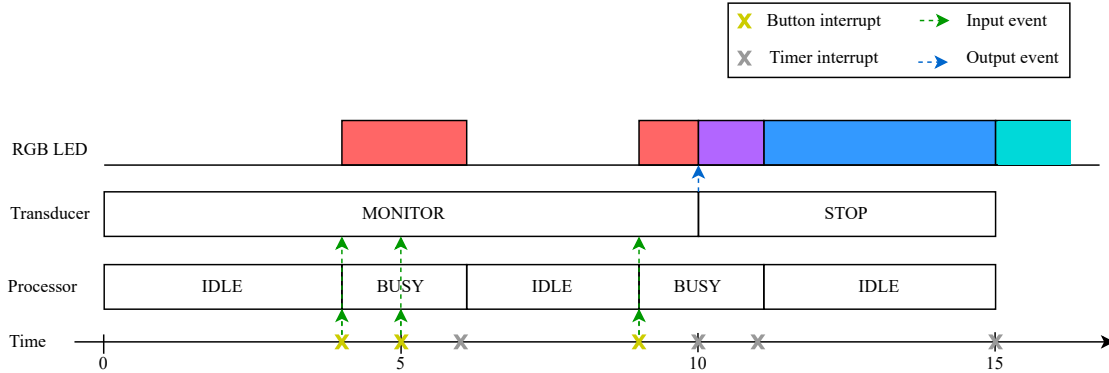 Button interrupt Input event
Timer interrupt Output event
RGB LED
Transducer MONITOR STOP
Processor IDLE BUSY IDLE BUSY IDLE
Time
0 5 10 15